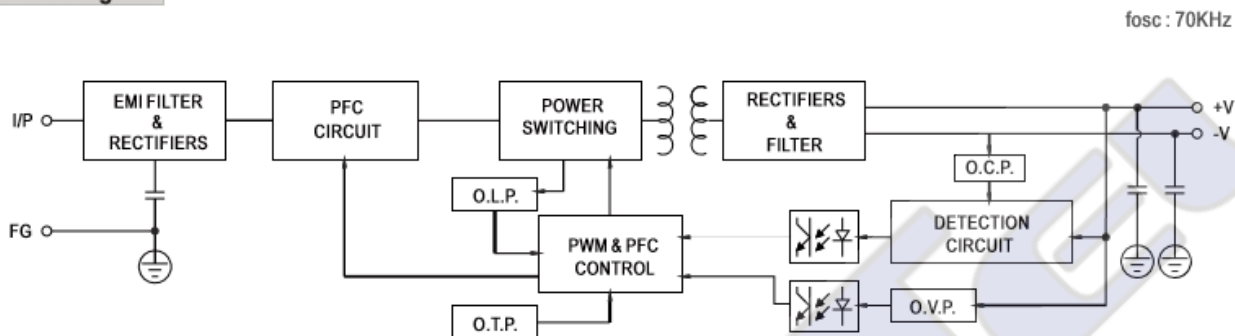 fosc : 70KHz
I/P
EMI FILTER
&
RECTIFIERS
PFC
CIRCUIT
POWER
SWITCHING
RECTIFIERS
&
FILTER
+V
-V
O.C.P.
O.L.P.
DETECTION
CIRCUIT
FG
PWM & PFC
CONTROL
O.V.P.
O.T.P.